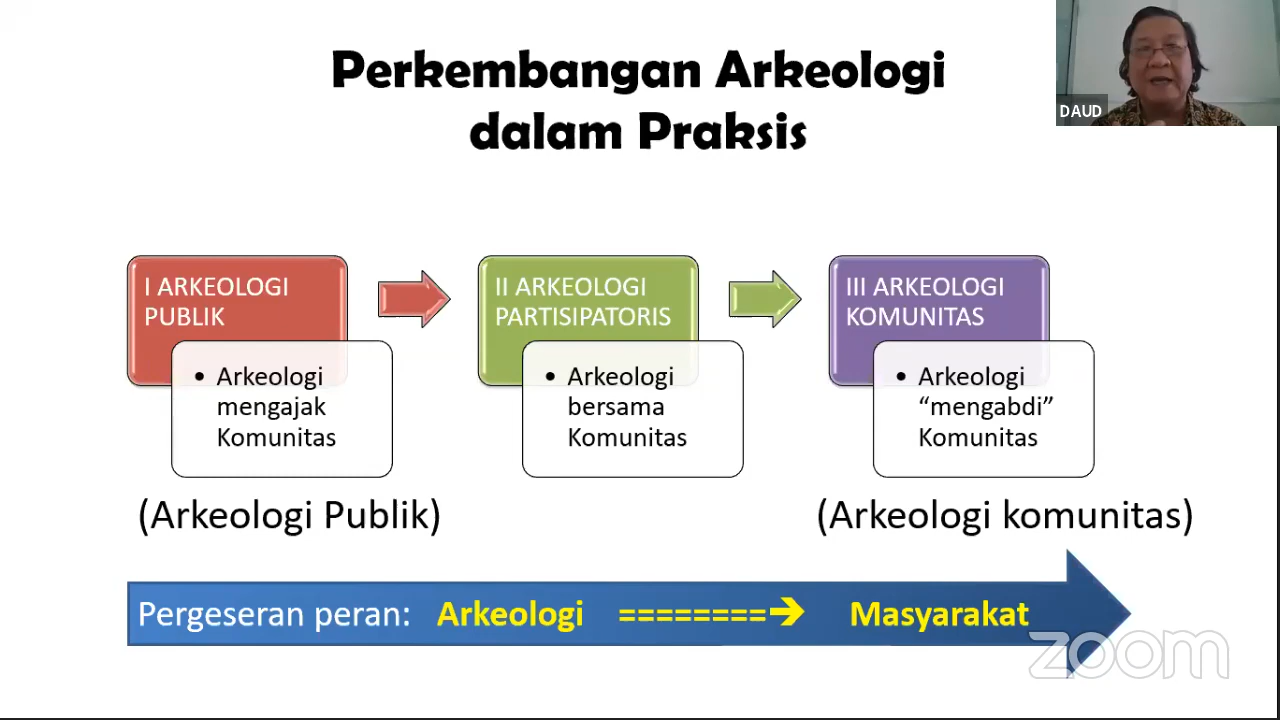 Perkembangan Arkeologi
dalam Praksis
DAUD
I ARKEOLOGI
PUBLIK
• Arkeologi
mengajak
Komunitas
II ARKEOLOGI
PARTISIPATORIS
• Arkeologi
bersama
Komunitas
III ARKEOLOGI
KOMUNITAS
• Arkeologi
“mengabdi”
Komunitas
(Arkeologi Publik)
(Arkeologi komunitas)
Pergeseran peran: Arkeologi ========➔ Masyarakat
zoom